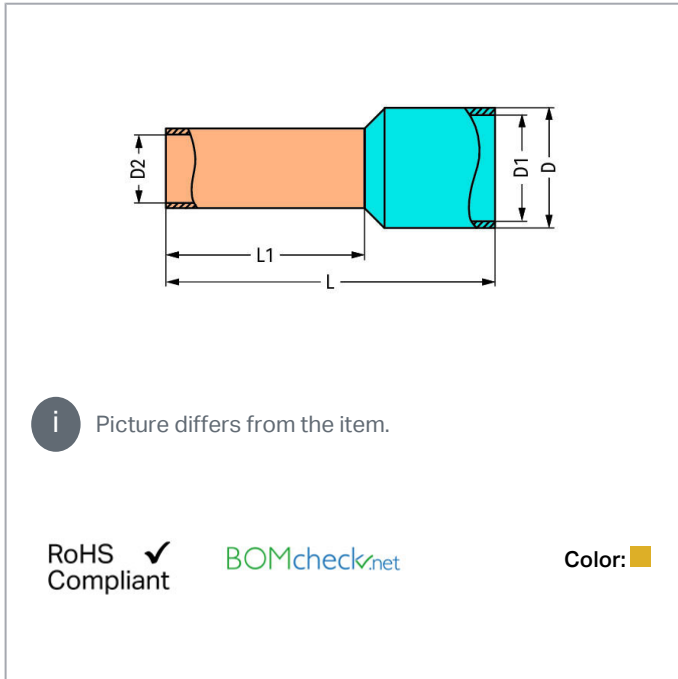 D2
D1
D
L1
L
i Picture differs from the item.
RoHS ✓
Compliant
BOMcheck.net
Color: